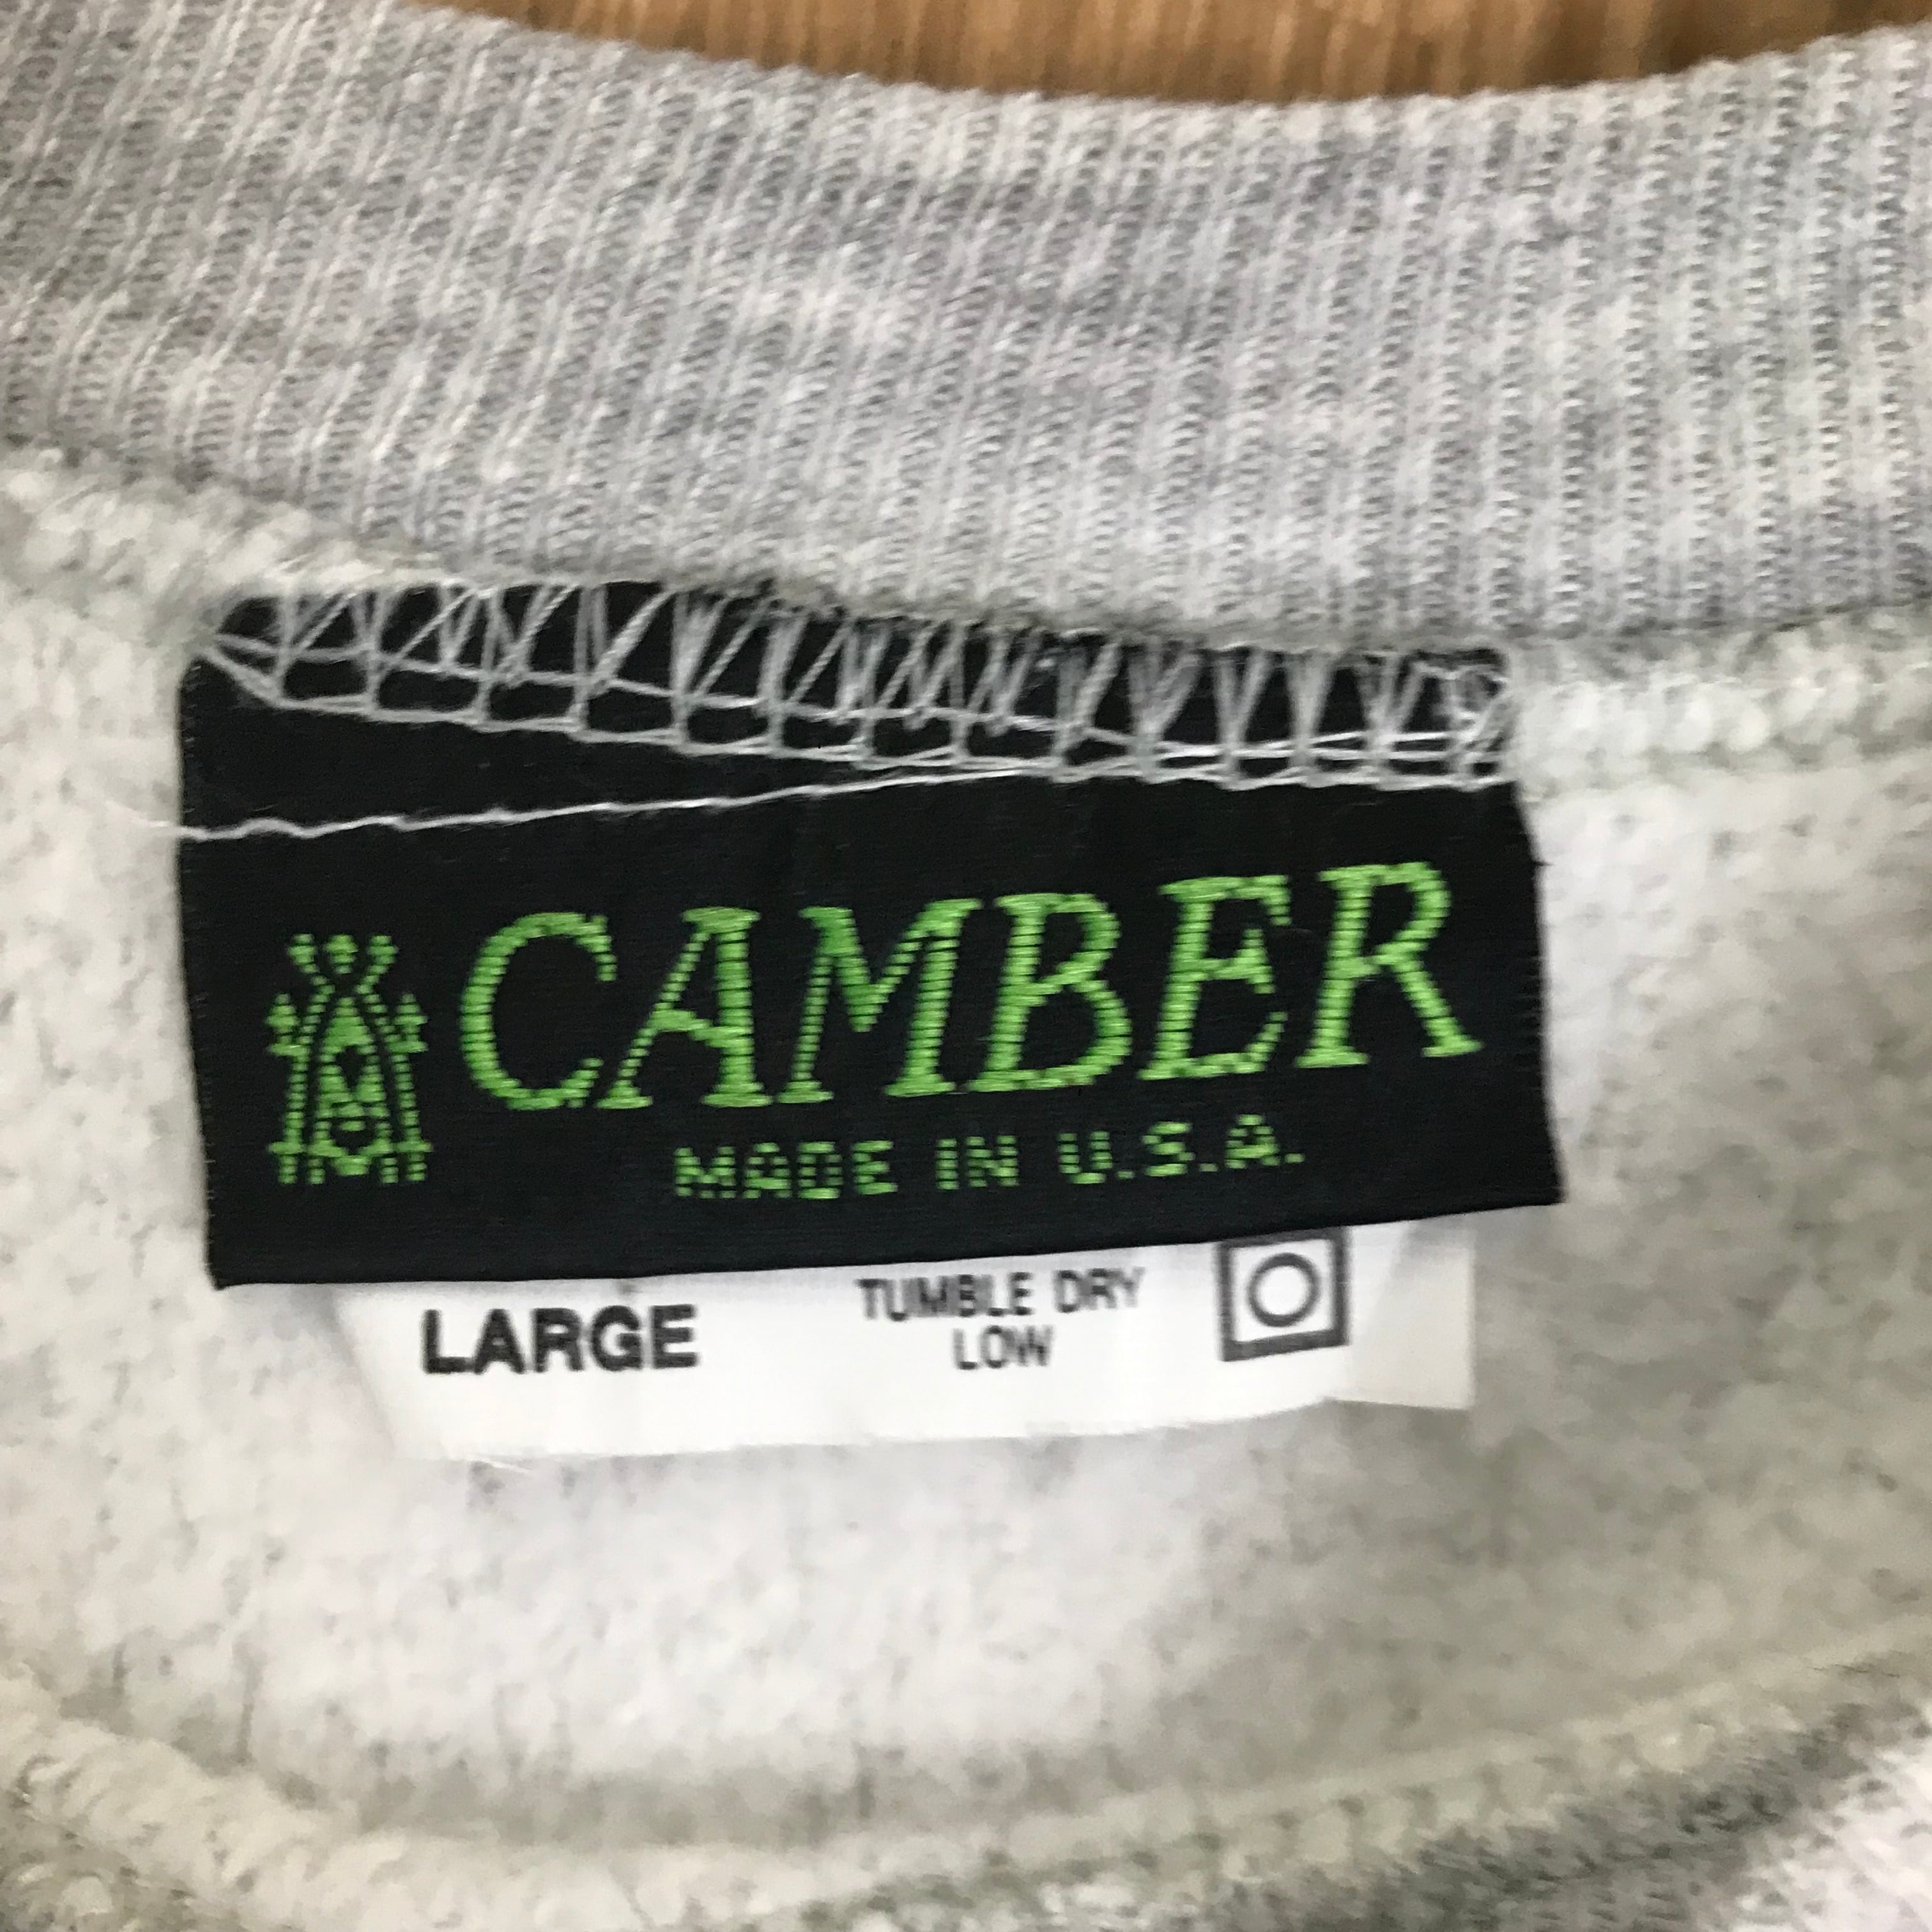 CAMBER
MADE IN U.S.A.
LARGE
TUMBLE DRY
LOW